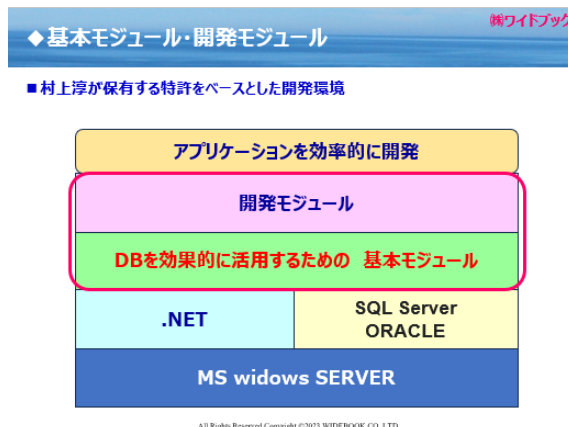 ◆基本モジュール・開発モジュール
㈱ワイドブック
■村上淳が保有する特許をベースとした開発環境
アプリケーションを効率的に開発
開発モジュール
DBを効果的に活用するための 基本モジュール
.NET
SQL Server
ORACLE
MS widows SERVER
All Rights Reserved Copyright ©2023 WIDEBOOK CO. LTD